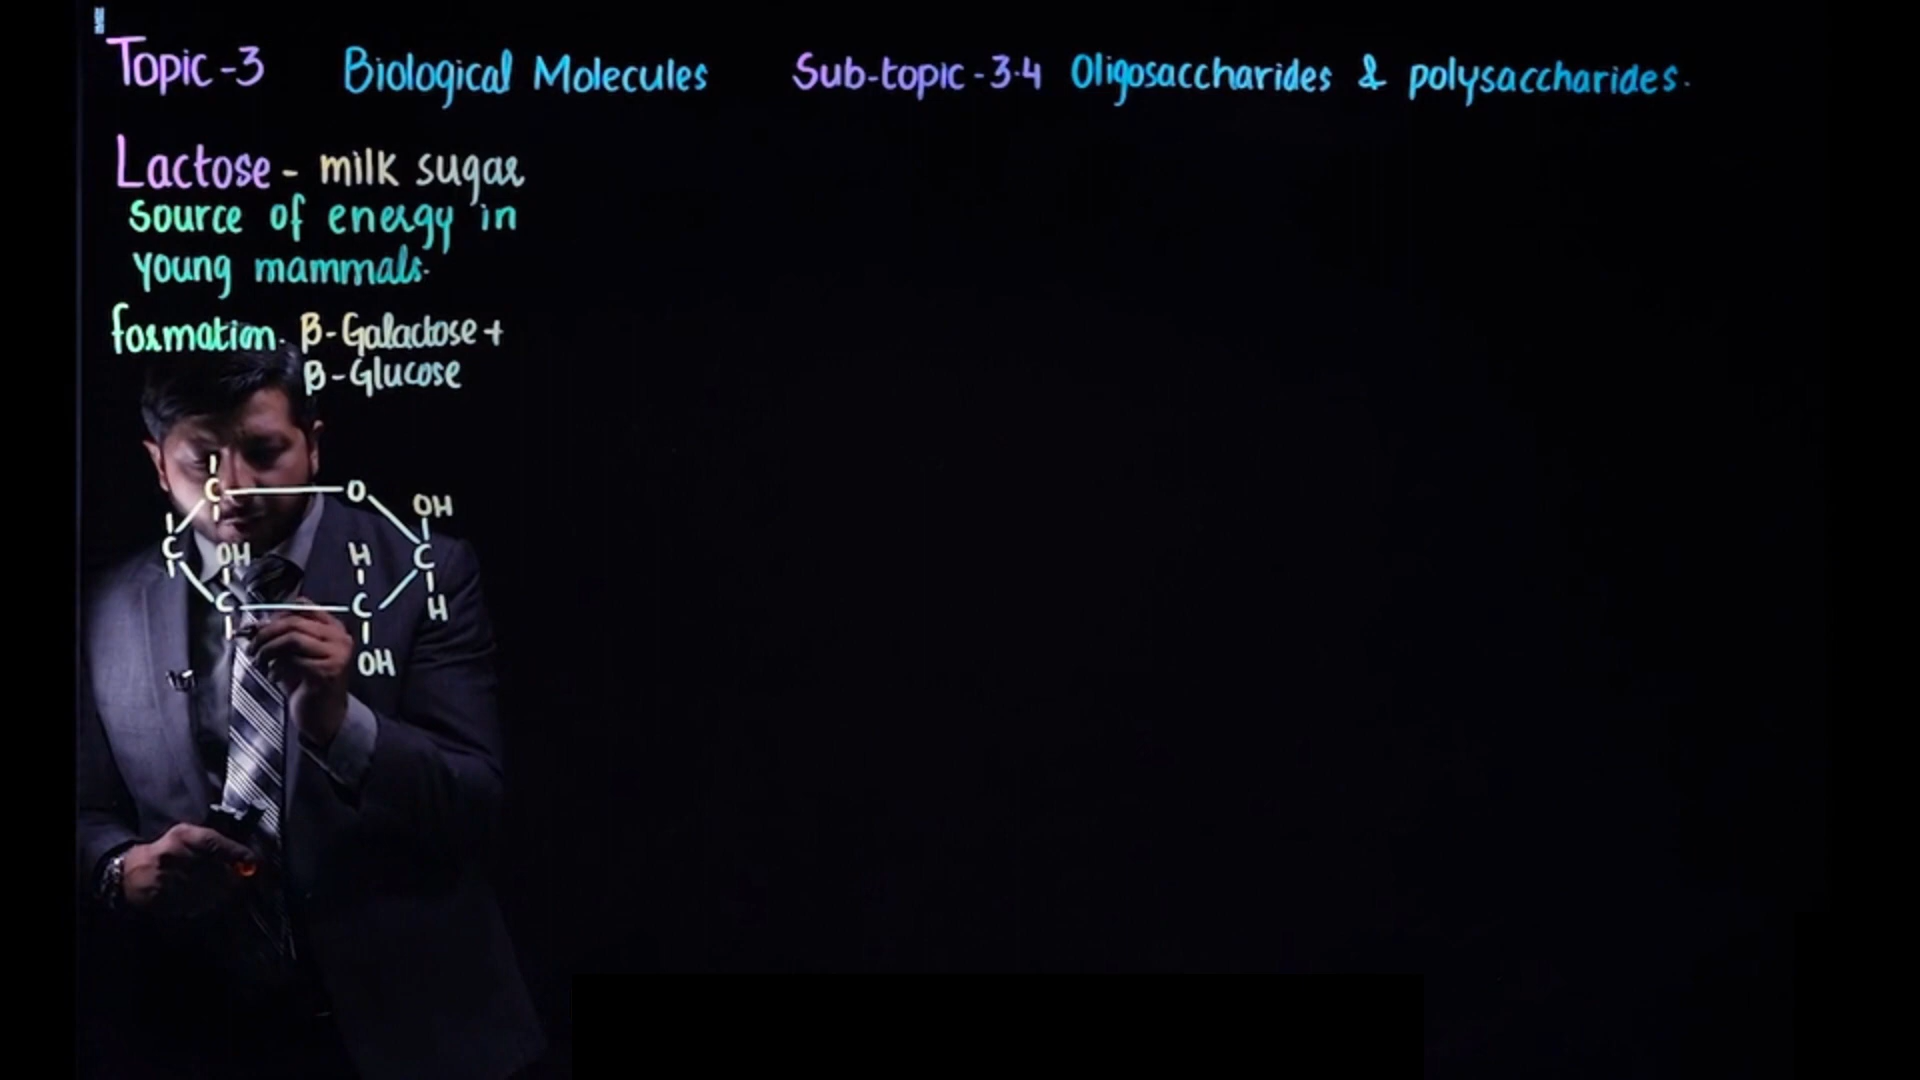 Topic-3 Biological Molecules Sub-topic-3.4 Oligosaccharides & polysaccharides.
Lactose - milk sugar
source of energy in
young mammals.
formation. β-Galactose +
β-Glucose
C O OH
C OH H C
C C H
OH